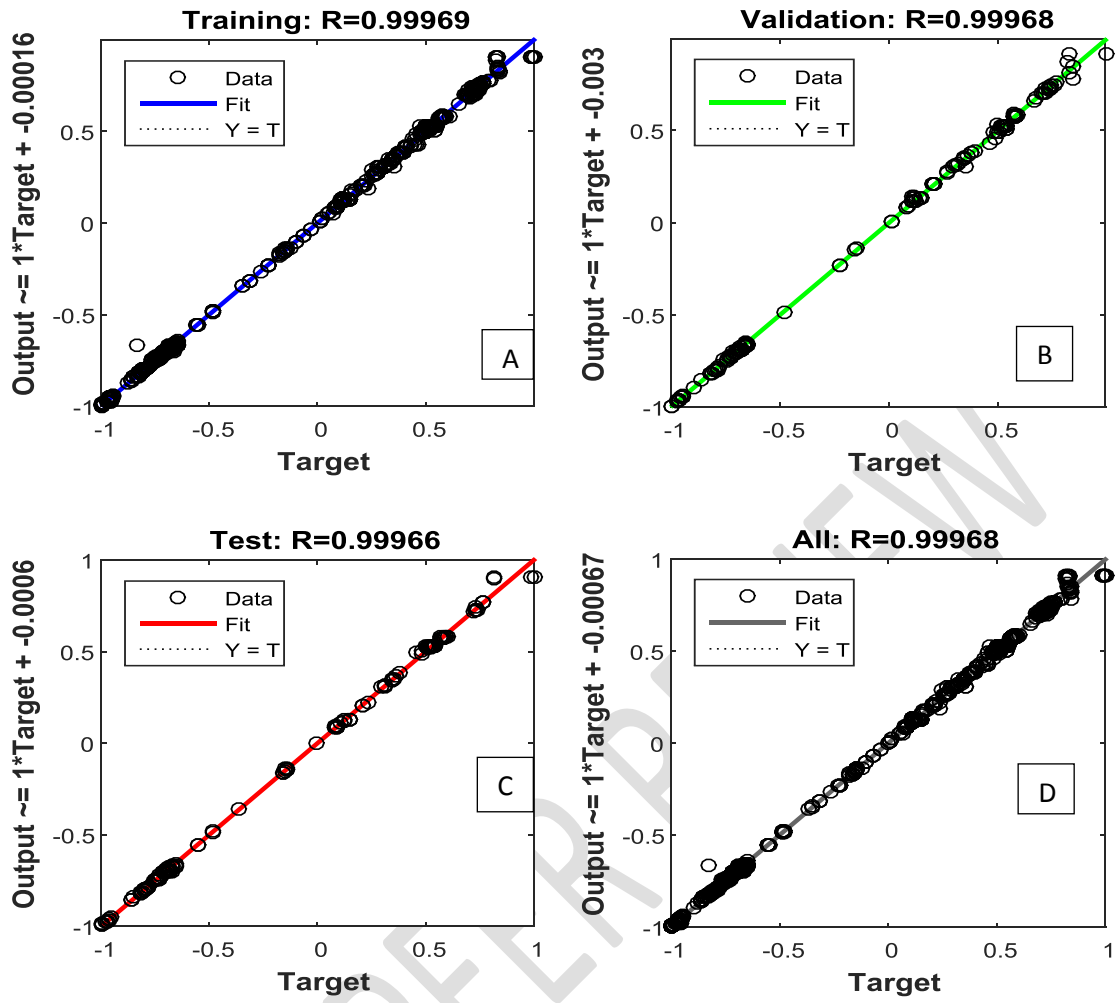 Training: R=0.99969
Output ~= 1*Target + -0.00016
1
0.5
0
-0.5
-1
Data
Fit
Y = T
A
-1
-0.5
0
0.5
1
Target
Validation: R=0.99968
Output ~= 1*Target + -0.003
1
0.5
0
-0.5
-1
Data
Fit
Y = T
B
-1
-0.5
0
0.5
1
Target
Test: R=0.99966
Output ~= 1*Target + -0.0006
1
0.5
0
-0.5
-1
Data
Fit
Y = T
C
-1
-0.5
0
0.5
1
Target
All: R=0.99968
Output ~= 1*Target + -0.00067
1
0.5
0
-0.5
-1
Data
Fit
Y = T
D
-1
-0.5
0
0.5
1
Target